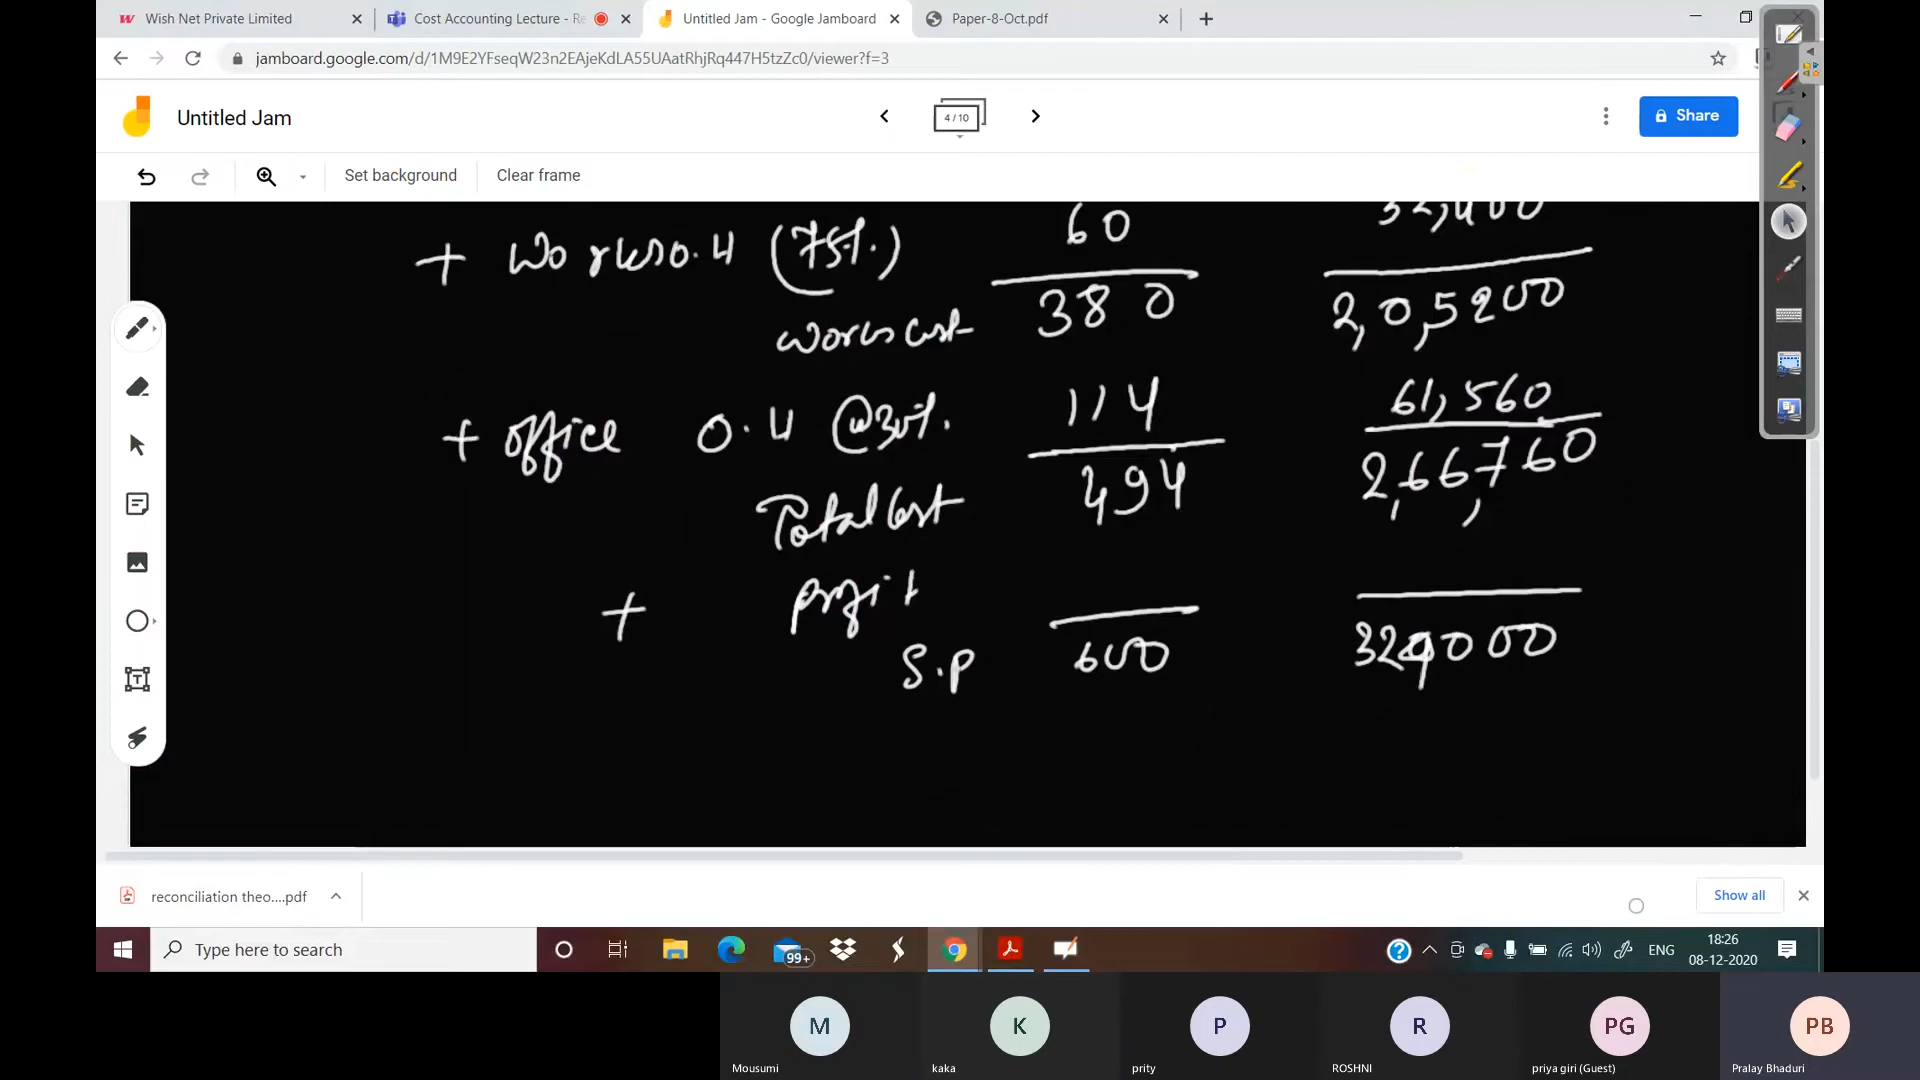 Wish Net Private Limited
Cost Accounting Lecture - Re
Untitled Jam - Google Jamboard
Paper-8-Oct.pdf
jamboard.google.com/d/1M9E2YFseqW23n2EAjeKdLA55UAatRhjRq447H5tzZc0/viewer?f=3
Untitled Jam
4 / 10
Share
Set background
Clear frame
+ Works O.H (75%.) 60
works cost 380 2,05,200
+ office O.H @30%. 114 61,560
Total Cost 494 2,66,760
+ Profit
S.P 600 324000
reconciliation theo....pdf
Show all
Type here to search
99+
ENG
18:26
08-12-2020
M
K
P
R
PG
PB
Mousumi
kaka
prity
ROSHNI
priya giri (Guest)
Pralay Bhaduri